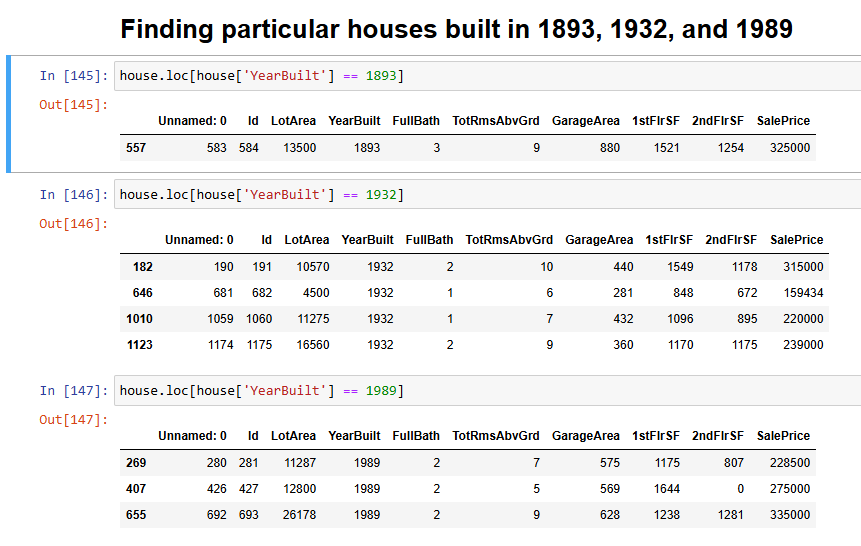 Finding particular houses built in 1893, 1932, and 1989
In [145]: house.loc[house['YearBuilt'] == 1893]
Out[145]:
Unnamed: 0 Id LotArea YearBuilt FullBath TotRmsAbvGrd GarageArea 1stFlrSF 2ndFlrSF SalePrice
557 583 584 13500 1893 3 9 880 1521 1254 325000
In [146]: house.loc[house['YearBuilt'] == 1932]
Out[146]:
Unnamed: 0 Id LotArea YearBuilt FullBath TotRmsAbvGrd GarageArea 1stFlrSF 2ndFlrSF SalePrice
182 190 191 10570 1932 2 10 440 1549 1178 315000
646 681 682 4500 1932 1 6 281 848 672 159434
1010 1059 1060 11275 1932 1 7 432 1096 895 220000
1123 1174 1175 16560 1932 2 9 360 1170 1175 239000
In [147]: house.loc[house['YearBuilt'] == 1989]
Out[147]:
Unnamed: 0 Id LotArea YearBuilt FullBath TotRmsAbvGrd GarageArea 1stFlrSF 2ndFlrSF SalePrice
269 280 281 11287 1989 2 7 575 1175 807 228500
407 426 427 12800 1989 2 5 569 1644 0 275000
655 692 693 26178 1989 2 9 628 1238 1281 335000